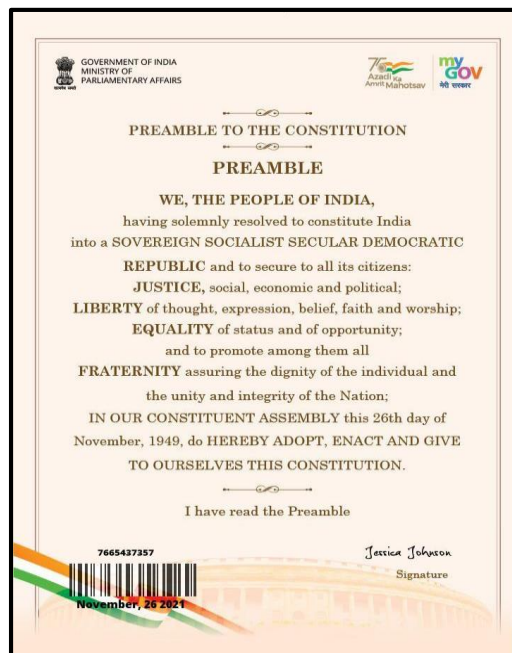 GOVERNMENT OF INDIA
MINISTRY OF
PARLIAMENTARY AFFAIRS
सत्यमेव जयते
Azadi Ka
Amrit Mahotsav
my
GOV
मेरी सरकार
PREAMBLE TO THE CONSTITUTION
PREAMBLE
WE, THE PEOPLE OF INDIA,
having solemnly resolved to constitute India
into a SOVEREIGN SOCIALIST SECULAR DEMOCRATIC
REPUBLIC and to secure to all its citizens:
JUSTICE, social, economic and political;
LIBERTY of thought, expression, belief, faith and worship;
EQUALITY of status and of opportunity;
and to promote among them all
FRATERNITY assuring the dignity of the individual and
the unity and integrity of the Nation;
IN OUR CONSTITUENT ASSEMBLY this 26th day of
November, 1949, do HEREBY ADOPT, ENACT AND GIVE
TO OURSELVES THIS CONSTITUTION.
I have read the Preamble
7665437357
Jessica Johnson
Signature
November, 26 2021